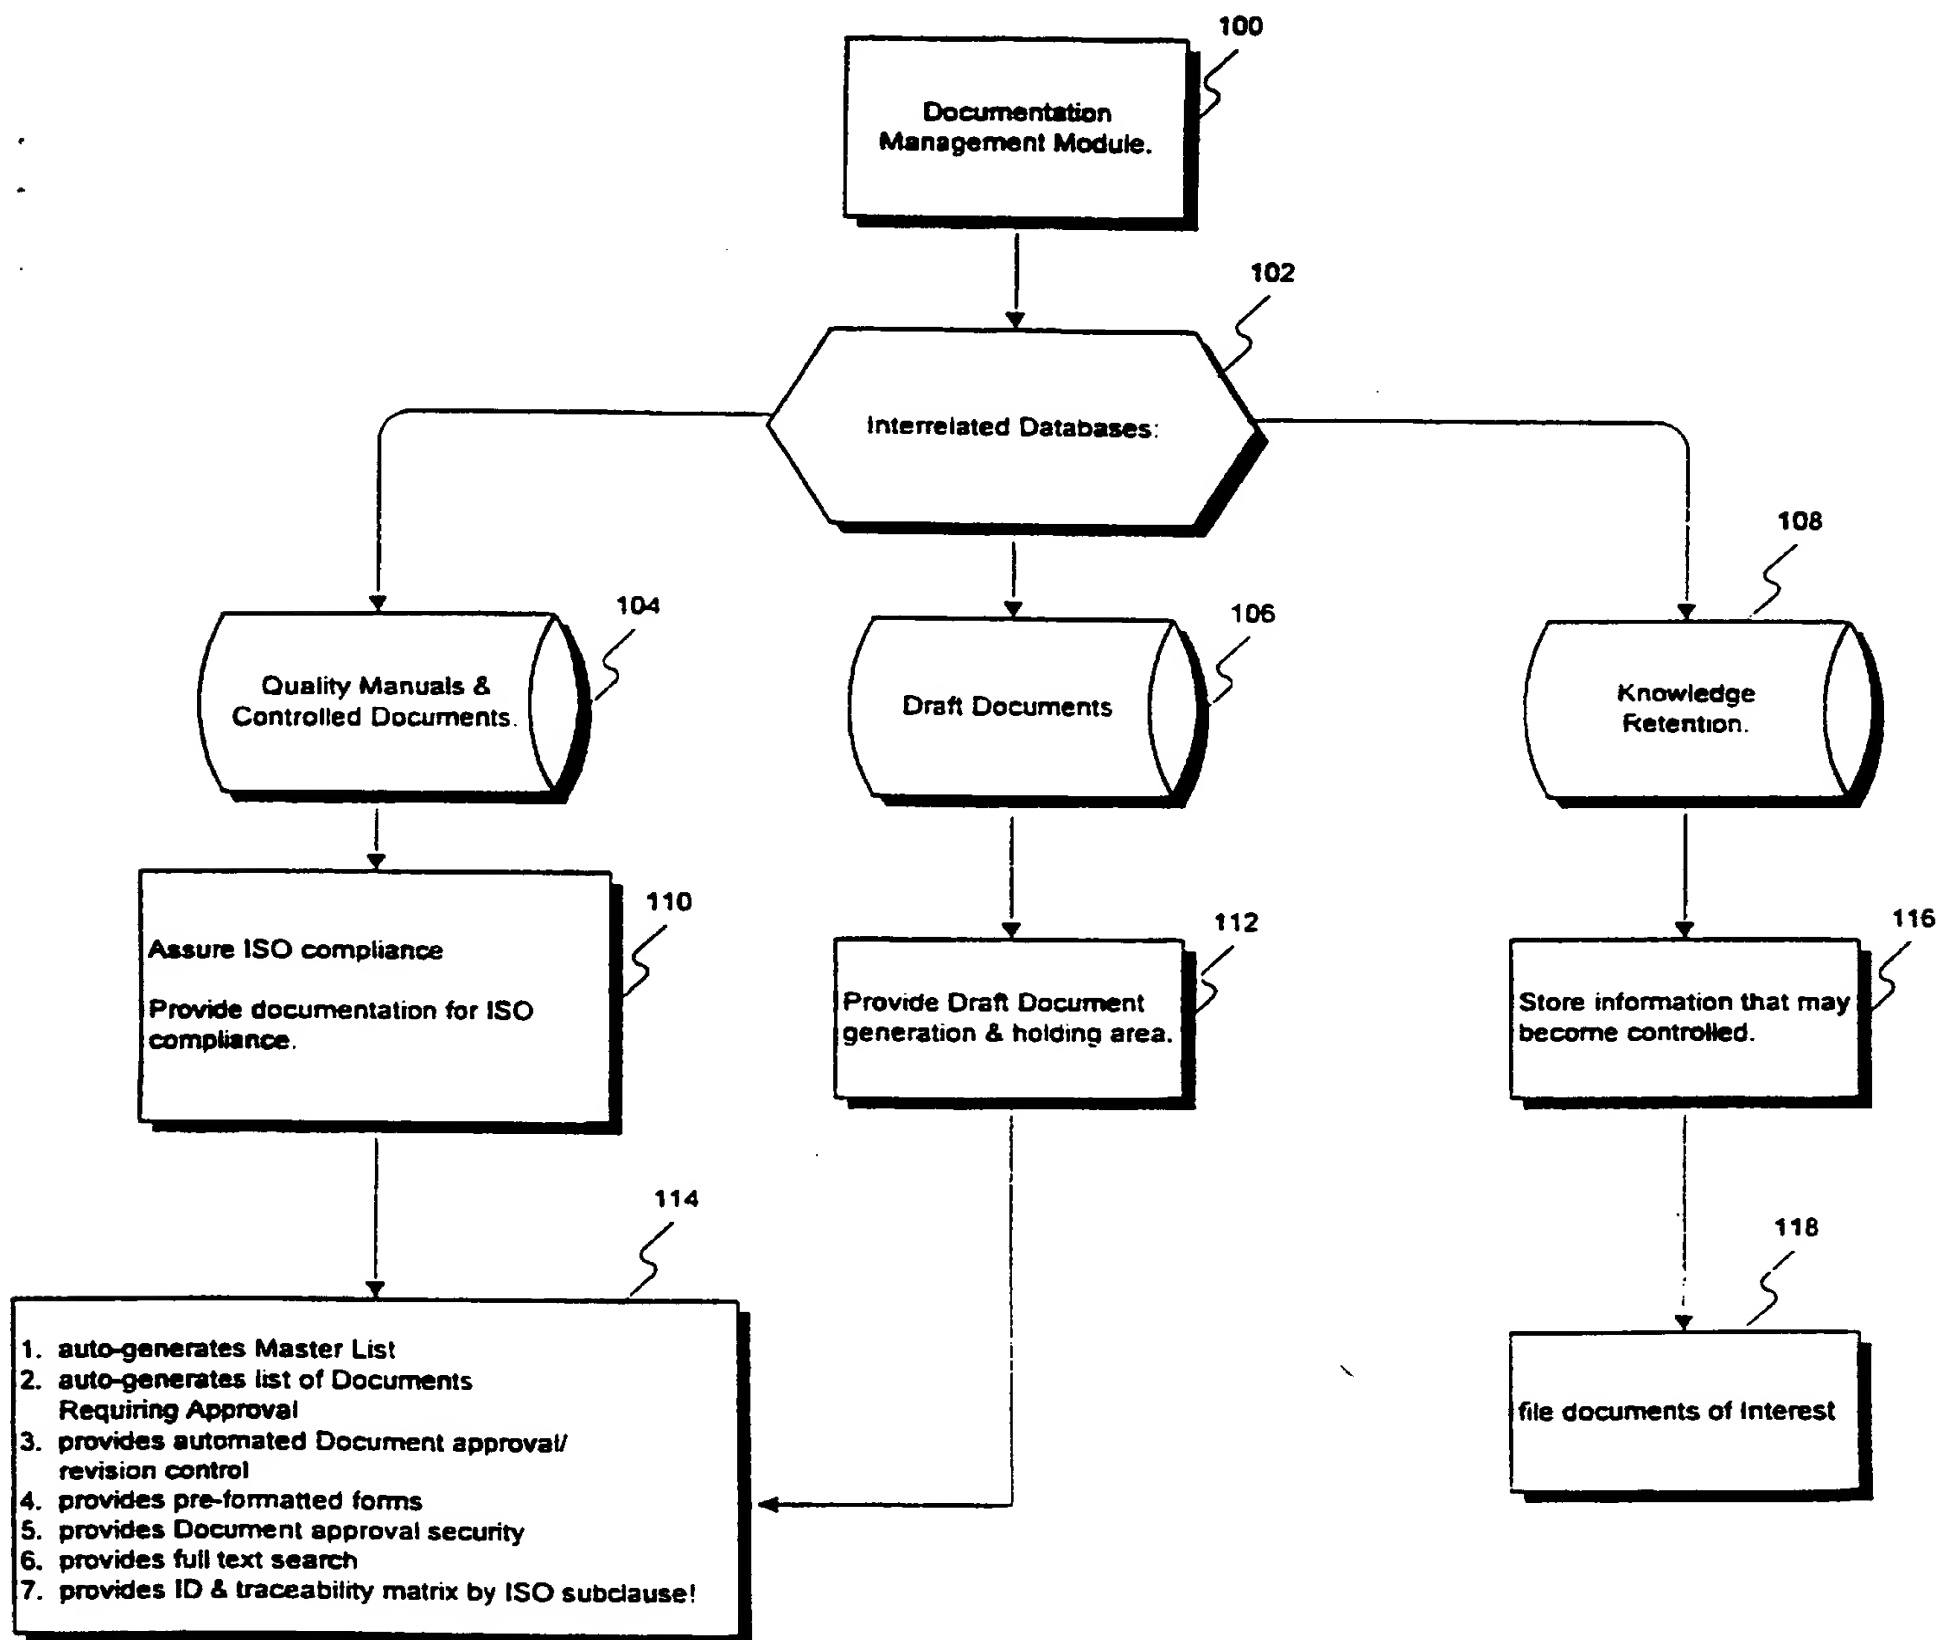 100
Documentation
Management Module.
102
Interrelated Databases:
108
104
106
Quality Manuals &
Controlled Documents.
Draft Documents
Knowledge
Retention.
110
112
116
Assure ISO compliance
Provide documentation for ISO
compliance.
Provide Draft Document
generation & holding area.
Store information that may
become controlled.
114
118
1. auto-generates Master List
2. auto-generates list of Documents
Requiring Approval
3. provides automated Document approval/
revision control
4. provides pre-formatted forms
5. provides Document approval security
6. provides full text search
7. provides ID & traceability matrix by ISO subclause!
file documents of Interest